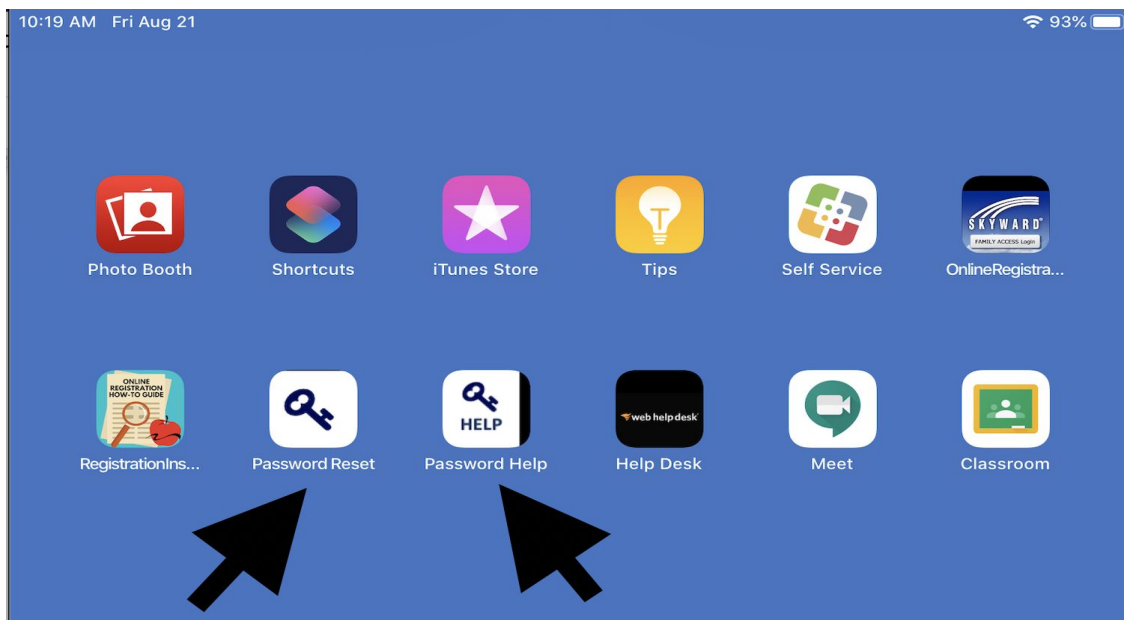 10:19 AM Fri Aug 21
93%
T
SKYWARD
FAMILY ACCESS Login
Photo Booth
Shortcuts
iTunes Store
Tips
Self Service
OnlineRegistra...
ONLINE
REGISTRATION
HOW-TO GUIDE
HELP
web help desk
RegistrationIns...
Password Reset
Password Help
Help Desk
Meet
Classroom